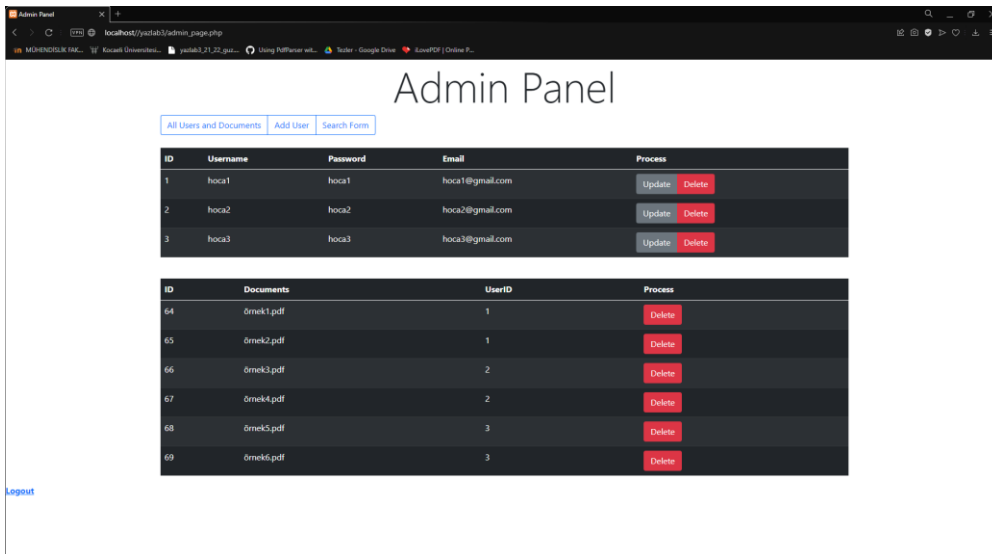 Admin Panel
localhost//yazlab3/admin_page.php
MÜHENDİSLİK FAK... Kocaeli Üniversitesi... yazlab3_21_22_guz.... Using PdfParser wit... Tezler - Google Drive iLovePDF | Online P...
Admin Panel
All Users and Documents Add User Search Form
ID Username Password Email Process
1 hoca1 hoca1 hoca1@gmail.com Update Delete
2 hoca2 hoca2 hoca2@gmail.com Update Delete
3 hoca3 hoca3 hoca3@gmail.com Update Delete
ID Documents UserID Process
64 örnek1.pdf 1 Delete
65 örnek2.pdf 1 Delete
66 örnek3.pdf 2 Delete
67 örnek4.pdf 2 Delete
68 örnek5.pdf 3 Delete
69 örnek6.pdf 3 Delete
Logout